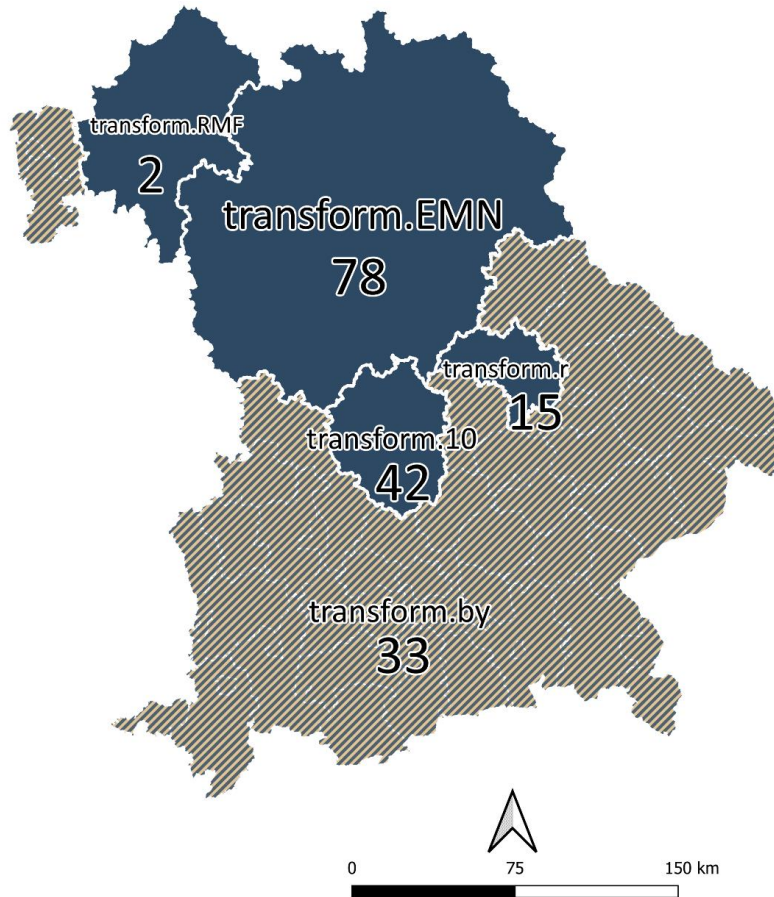 transform.RMF
2
transform.EMN
78
transform.r
15
transform.10
42
transform.by
33
0 75 150 km